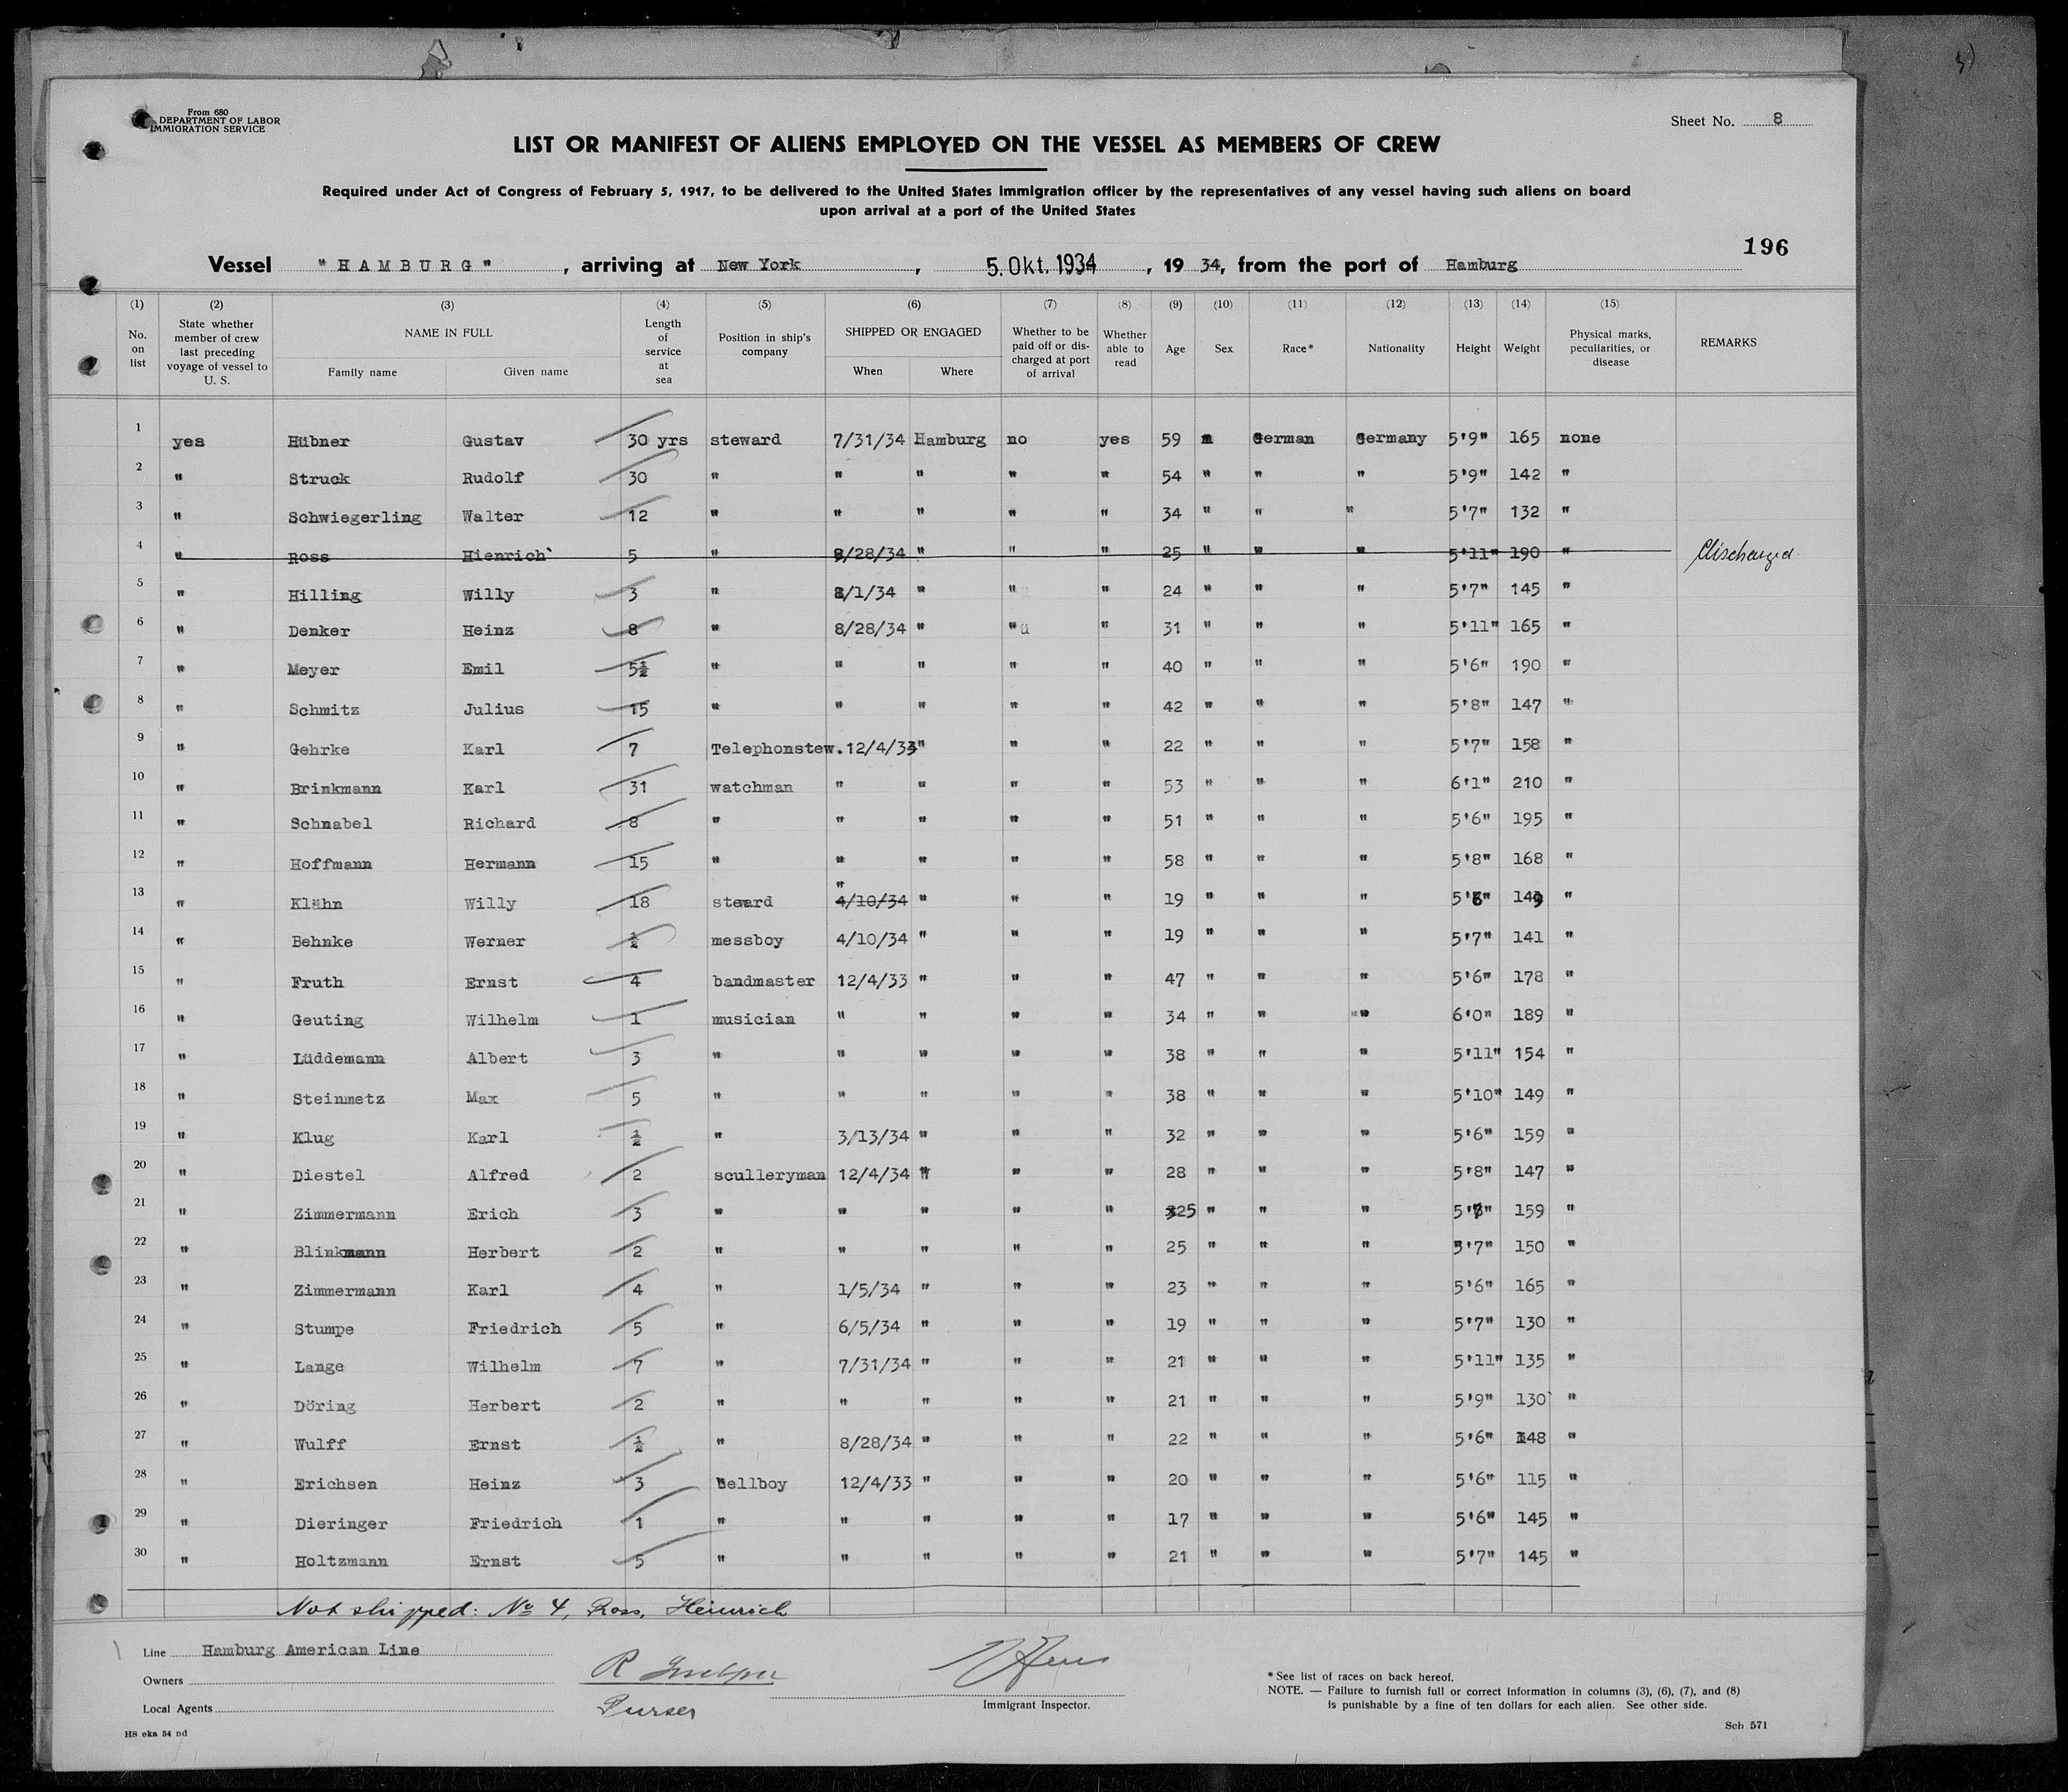 From 680
DEPARTMENT OF LABOR
IMMIGRATION SERVICE
Sheet No. 8
LIST OR MANIFEST OF ALIENS EMPLOYED ON THE VESSEL AS MEMBERS OF CREW
Required under Act of Congress of February 5, 1917, to be delivered to the United States Immigration officer by the representatives of any vessel having such aliens on board
upon arrival at a port of the United States
196
Vessel "HAMBURG", arriving at New York, 5. Okt. 1934, 19 34, from the port of Hamburg
(1) (2) (3) (4) (5) (6) (7) (8) (9) (10) (11) (12) (13) (14) (15)
No. on list State whether member of crew last preceding voyage of vessel to U. S. NAME IN FULL Family name Given name Length of service at sea Position in ship's company SHIPPED OR ENGAGED When Where Whether to be paid off or discharged at port of arrival Whether able to read Age Sex Race* Nationality Height Weight Physical marks, peculiarities, or disease REMARKS
1 yes Hübner Gustav 30 yrs steward 7/31/34 Hamburg no yes 59 m German Germany 5'9" 165 none
2 " Struck Rudolf 30 " " " " " 54 " " " 5'9" 142 "
3 " Schwiegerling Walter 12 " " " " " 34 " " " 5'7" 132 "
4 " Ross Hienrich 5 " 8/28/34 " " " 25 " " " 5'11" 190 " discharged
5 " Hilling Willy 3 " 8/1/34 " " " 24 " " " 5'7" 145 "
6 " Denker Heinz 8 " 8/28/34 " " " 31 " " " 5'11" 165 "
7 " Meyer Emil 5½ " " " " " 40 " " " 5'6" 190 "
8 " Schmitz Julius 15 " " " " " 42 " " " 5'8" 147 "
9 " Gehrke Karl 7 Telephonstew. 12/4/33 " " " 22 " " " 5'7" 158 "
10 " Brinkmann Karl 31 watchman " " " " 53 " " " 6'1" 210 "
11 " Schnabel Richard 8 " " " " " 51 " " " 5'6" 195 "
12 " Hoffmann Hermann 15 " " " " " 58 " " " 5'8" 168 "
13 " Klähn Willy 18 steward " 4/10/34 " " " 19 " " " 149 "
14 " Behnke Werner ½ messboy 4/10/34 " " " 19 " " " 5'7" 141 "
15 " Fruth Ernst 4 bandmaster 12/4/33 " " " 47 " " " 5'6" 178 "
16 " Geuting Wilhelm 1 musician " " " " 34 " " " 6'0" 189 "
17 " Lüddemann Albert 3 " " " " " 38 " " " 5'11" 154 "
18 " Steinmetz Max 5 " " " " " 38 " " " 5'10" 149 "
19 " Klug Karl ½ " 3/13/34 " " " 32 " " " 5'6" 159 "
20 " Diestel Alfred 2 sculleryman 12/4/34 " " " 28 " " " 5'8" 147 "
21 " Zimmermann Erich 3 " " " " " 25 " " " 159 "
22 " Blinkmann Herbert 2 " " " " " 25 " " " 5'7" 150 "
23 " Zimmermann Karl 4 " 1/5/34 " " " 23 " " " 5'6" 165 "
24 " Stumpe Friedrich 5 " 6/5/34 " " " 19 " " " 5'7" 130 "
25 " Lange Wilhelm 7 " 7/31/34 " " " 21 " " " 5'11" 135 "
26 " Döring Herbert 2 " " " " " 21 " " " 5'9" 130 "
27 " Wulff Ernst ½ " 8/28/34 " " " 22 " " " 5'6" 148 "
28 " Erichsen Heinz 3 bellboy 12/4/33 " " " 20 " " " 5'6" 115 "
29 " Dieringer Friedrich 1 " " " " " 17 " " " 5'6" 145 "
30 " Holtzmann Ernst 5 " " " " " 21 " " " 5'7" 145 "
Not shipped: No 4, Ross, Heinrich
Line Hamburg American Line
Owners
Local Agents
HS eka 34 nd
R
Purser
Immigrant Inspector.
* See list of races on back hereof.
NOTE. — Failure to furnish full or correct information in columns (3), (6), (7), and (8)
is punishable by a fine of ten dollars for each alien. See other side.
Sch 571